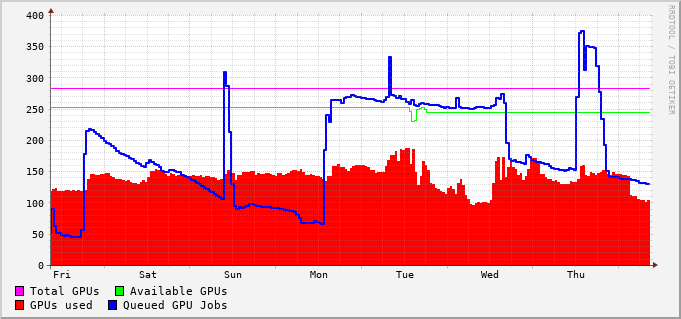 RRDTOOL / TOBI OETIKER
400
350
300
250
200
150
100
50
0
Fri Sat Sun Mon Tue Wed Thu
Total GPUs Available GPUs
GPUs used Queued GPU Jobs